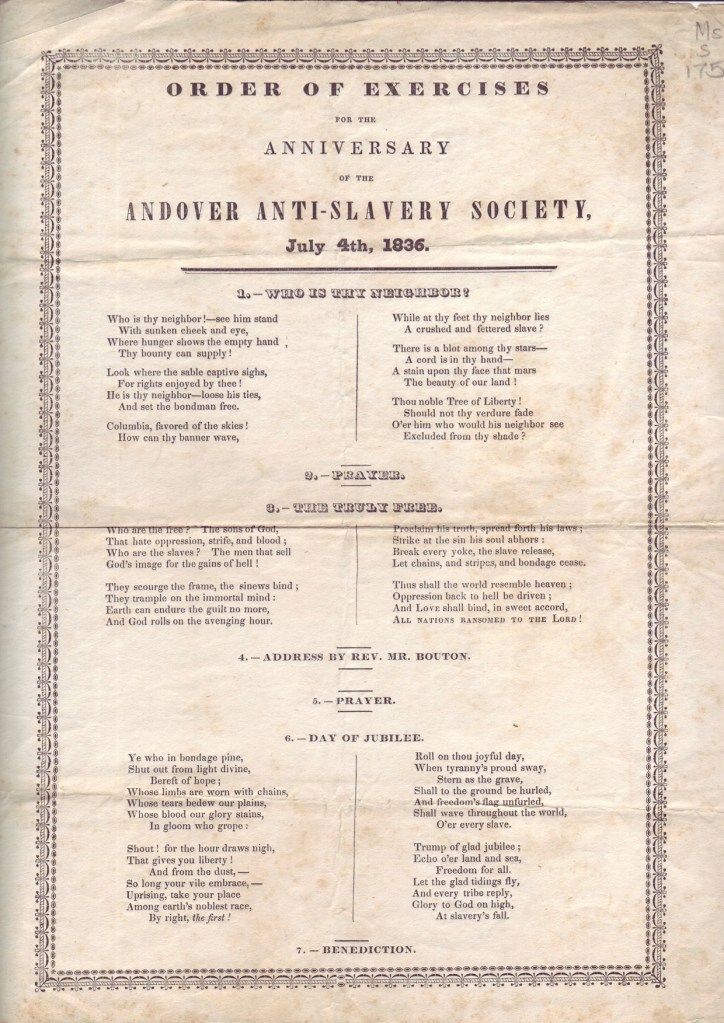 Ms
S
175
ORDER OF EXERCISES
FOR THE
ANNIVERSARY
OF THE
ANDOVER ANTI-SLAVERY SOCIETY,
July 4th, 1836.
1.—WHO IS THY NEIGHBOR?
Who is thy neighbor!—see him stand
With sunken cheek and eye,
Where hunger shows the empty hand
Thy bounty can supply!
Look where the sable captive sighs,
For rights enjoyed by thee!
He is thy neighbor—loose his ties,
And set the bondman free.
Columbia, favored of the skies!
How can thy banner wave,
While at thy feet thy neighbor lies
A crushed and fettered slave?
There is a blot among thy stars—
A cord is in thy hand—
A stain upon thy face that mars
The beauty of our land!
Thou noble Tree of Liberty!
Should not thy verdure fade
O'er him who would his neighbor see
Excluded from thy shade?
2.—PRAYER.
3.—THE TRULY FREE.
Who are the free? The sons of God,
That hate oppression, strife, and blood;
Who are the slaves? The men that sell
God's image for the gains of hell!
They scourge the frame, the sinews bind;
They trample on the immortal mind:
Earth can endure the guilt no more,
And God rolls on the avenging hour.
Proclaim his truth, spread forth his laws;
Strike at the sin his soul abhors:
Break every yoke, the slave release,
Let chains, and stripes, and bondage cease.
Thus shall the world resemble heaven;
Oppression back to hell be driven;
And LOVE shall bind, in sweet accord,
ALL NATIONS RANSOMED TO THE LORD!
4.—ADDRESS BY REV. MR. BOUTON.
5.—PRAYER.
6.—DAY OF JUBILEE.
Ye who in bondage pine,
Shut out from light divine,
Bereft of hope;
Whose limbs are worn with chains,
Whose tears bedew our plains,
Whose blood our glory stains,
In gloom who grope:
Shout! for the hour draws nigh,
That gives you liberty!
And from the dust,—
So long your vile embrace,—
Uprising, take your place
Among earth's noblest race,
By right, the first!
Roll on thou joyful day,
When tyranny's proud sway,
Stern as the grave,
Shall to the ground be hurled,
And freedom's flag unfurled,
Shall wave throughout the world,
O'er every slave.
Trump of glad jubilee;
Echo o'er land and sea,
Freedom for all.
Let the glad tidings fly,
And every tribe reply,
Glory to God on high,
At slavery's fall.
7.—BENEDICTION.